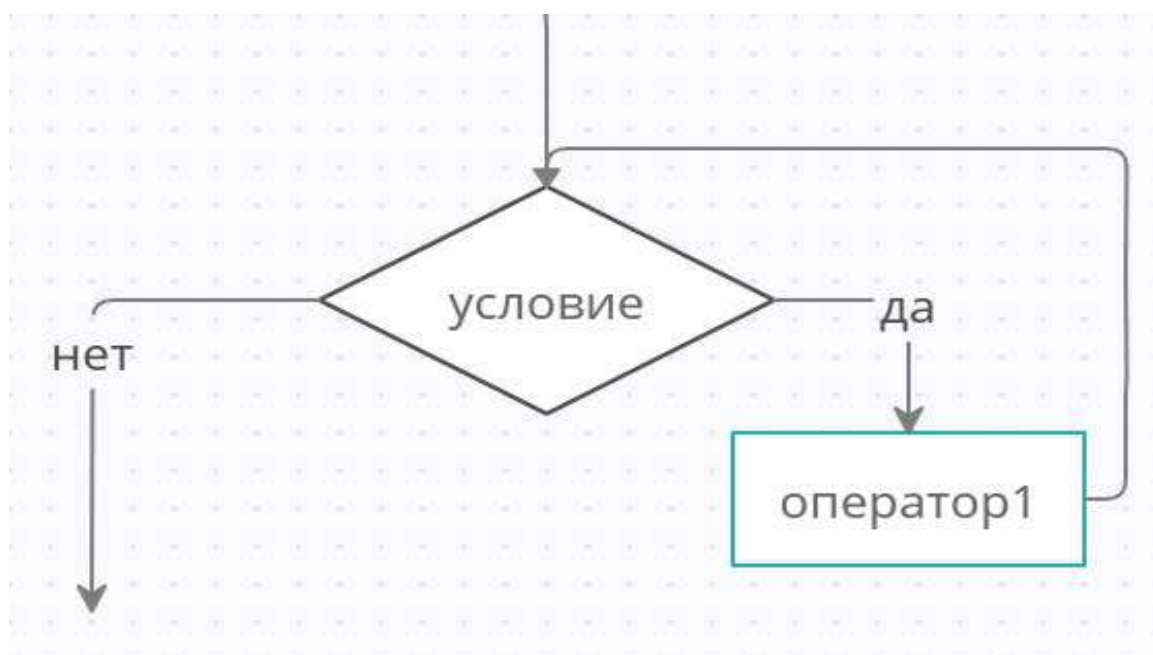 условие
да
нет
оператор1